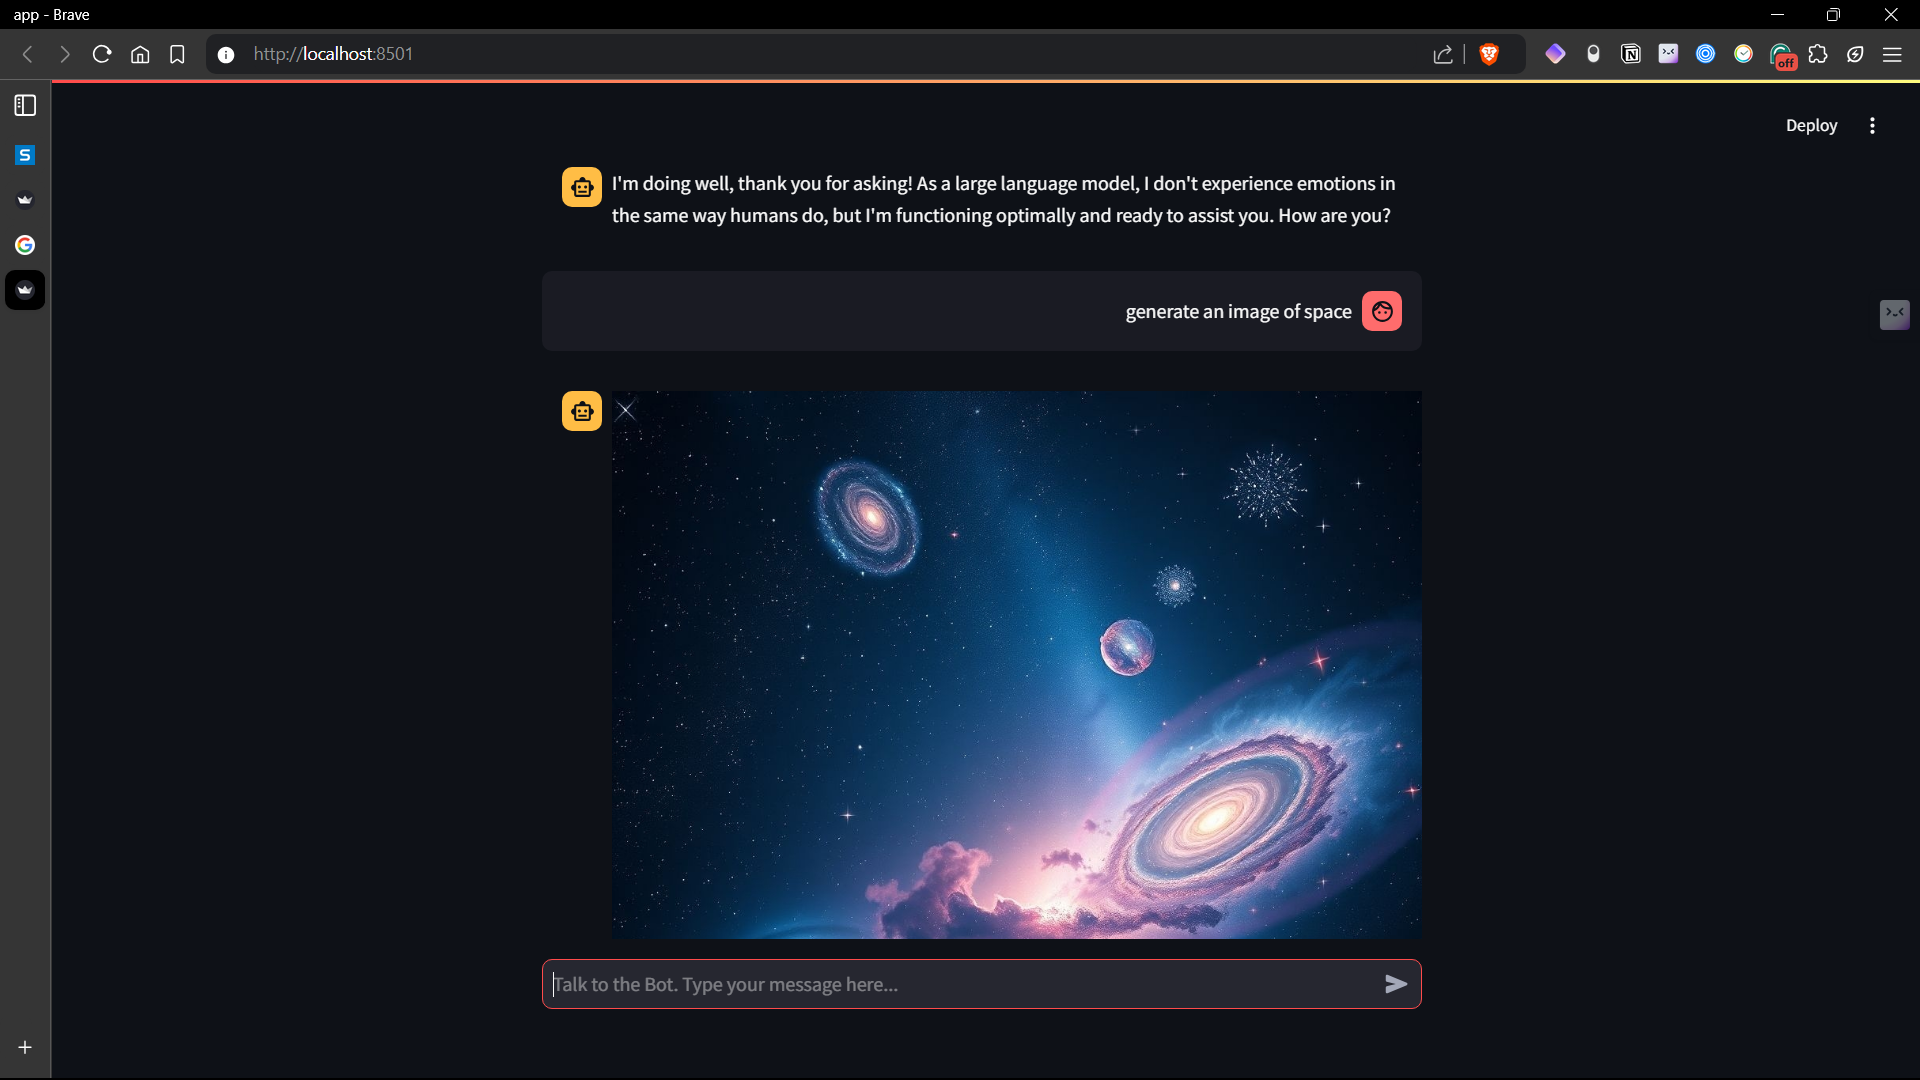 app - Brave
http://localhost:8501
off
Deploy
I'm doing well, thank you for asking! As a large language model, I don't experience emotions in
the same way humans do, but I'm functioning optimally and ready to assist you. How are you?
generate an image of space
Talk to the Bot. Type your message here...